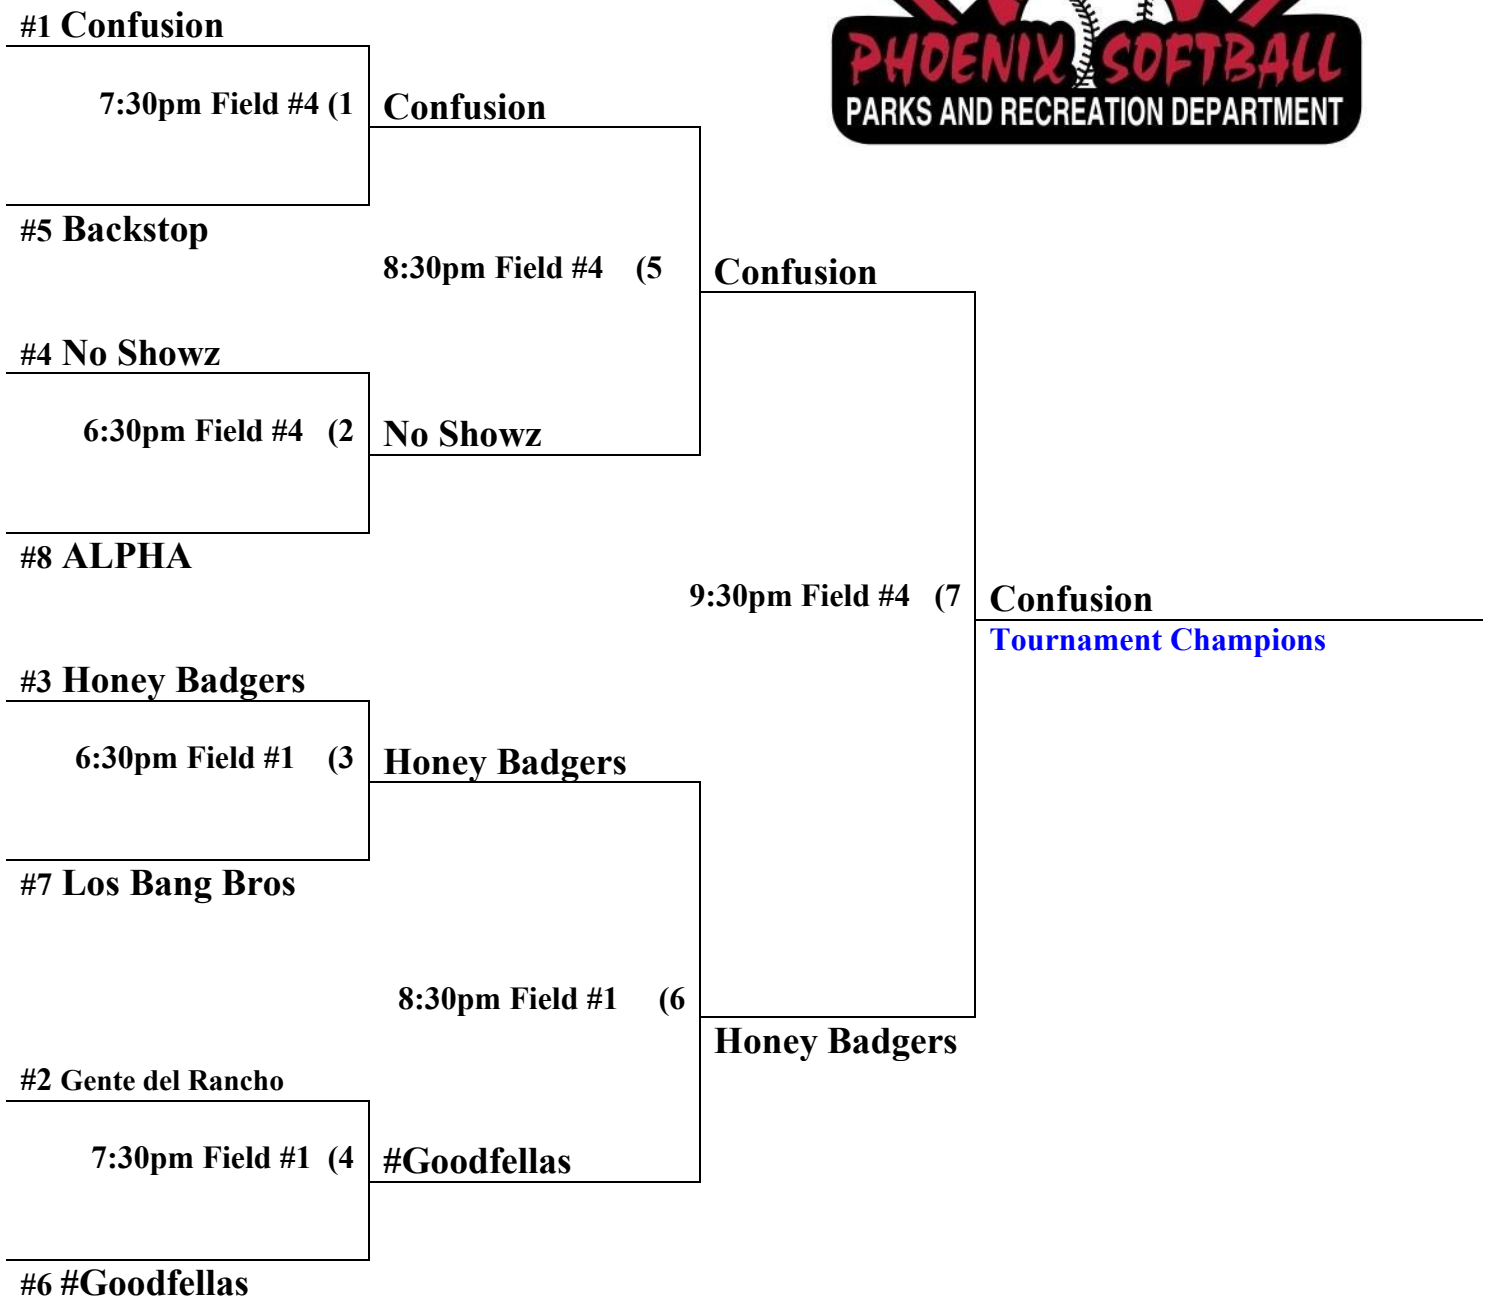 #1 Confusion
PHOENIX SOFTBALL
PARKS AND RECREATION DEPARTMENT
7:30pm Field #4 (1
Confusion
#5 Backstop
8:30pm Field #4 (5
Confusion
#4 No Showz
6:30pm Field #4 (2
No Showz
#8 ALPHA
9:30pm Field #4 (7
Confusion
Tournament Champions
#3 Honey Badgers
6:30pm Field #1 (3
Honey Badgers
#7 Los Bang Bros
8:30pm Field #1 (6
Honey Badgers
#2 Gente del Rancho
7:30pm Field #1 (4
#Goodfellas
#6 #Goodfellas